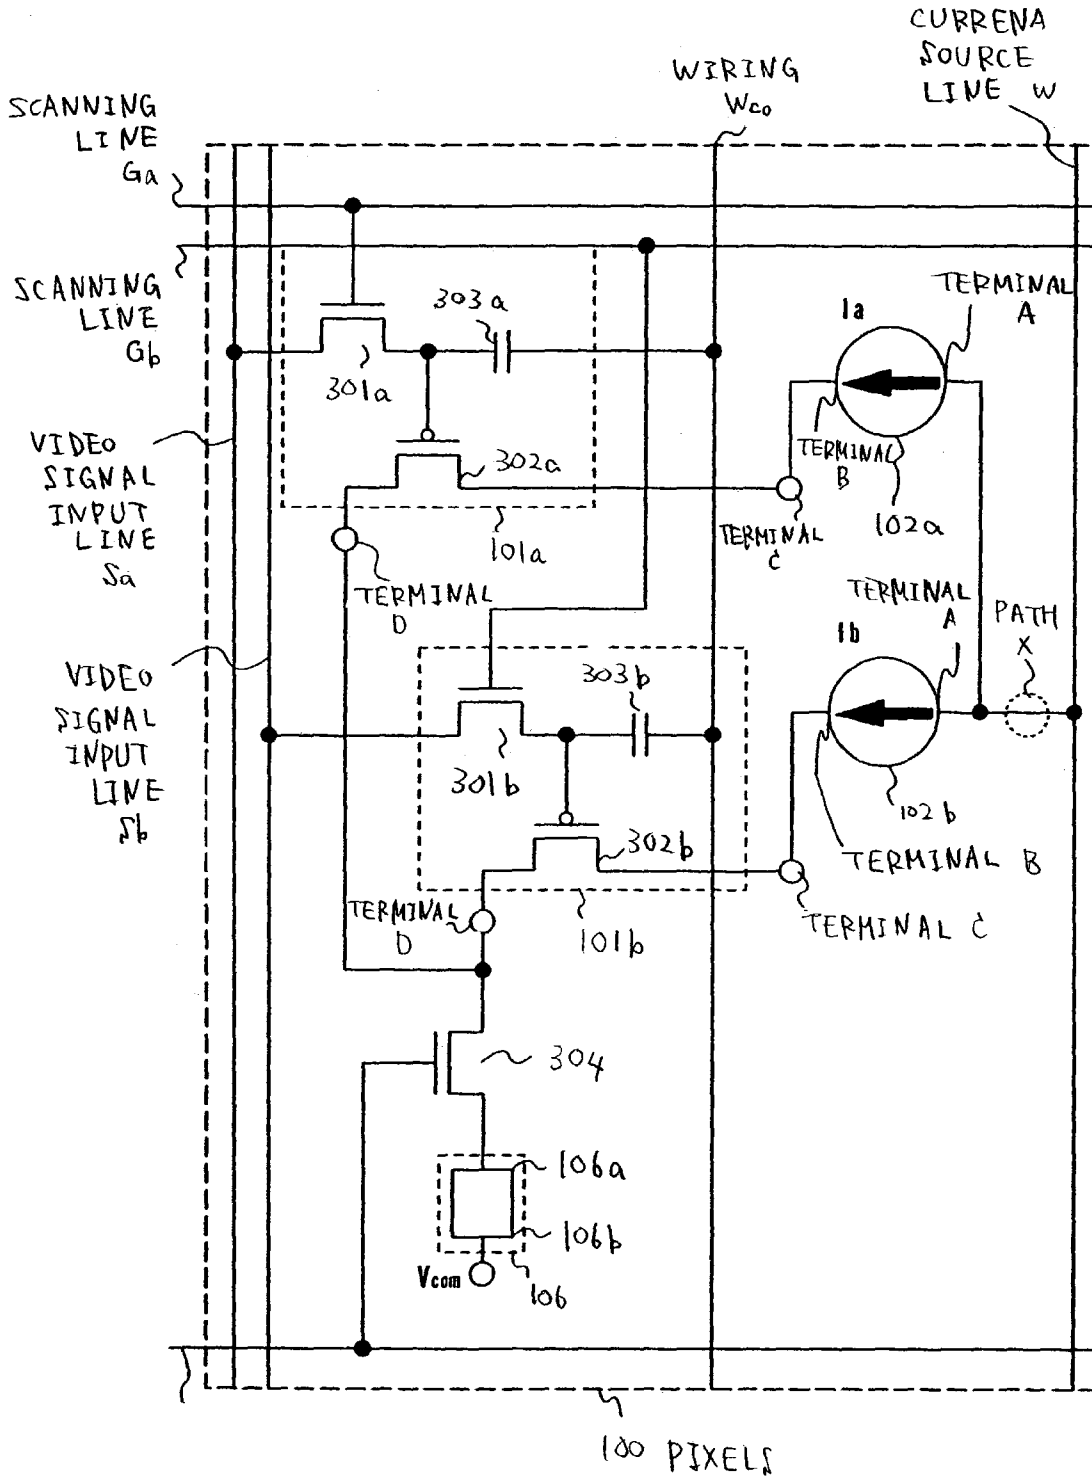 CURRENA
SOURCE
LINE W
WIRING
Wco
SCANNING
LINE
Ga
SCANNING
LINE
Gb
303a
TERMINAL
A
Ia
301a
VIDEO
SIGNAL
INPUT
LINE
Sa
302a
TERMINAL
B
102a
101a
TERMINAL
C
TERMINAL
D
TERMINAL
A
PATH
X
Ib
VIDEO
SIGNAL
INPUT
LINE
Sb
303b
301b
102b
302b
TERMINAL B
TERMINAL
D
101b
TERMINAL C
304
106a
106b
Vcom
106
100 PIXELS